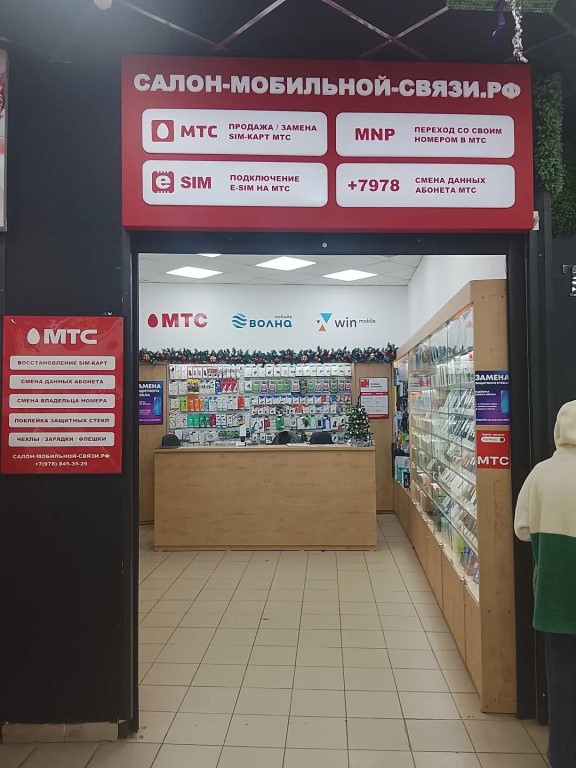 САЛОН-МОБИЛЬНОЙ-СВЯЗИ.РФ
МТС
ПРОДАЖА / ЗАМЕНА
SIM-КАРТ МТС
MNP
ПЕРЕХОД СО СВОИМ
НОМЕРОМ В МТС
e SIM
ПОДКЛЮЧЕНИЕ
E-SIM НА МТС
+7978
СМЕНА ДАННЫХ
АБОНЕТА МТС
МТС
ВОССТАНОВЛЕНИЕ SIM-КАРТ
СМЕНА ДАННЫХ АБОНЕТА
СМЕНА ВЛАДЕЛЬЦА НОМЕРА
ПОКЛЕЙКА ЗАЩИТНЫХ СТЁКЛ
ЧЕХЛЫ / ЗАРЯДКИ / ФЛЕШКИ
САЛОН-МОБИЛЬНОЙ-СВЯЗИ.РФ
МТС
ВОЛНА
win mobile
ЗАМЕНА
ЗАМЕНА
МТС